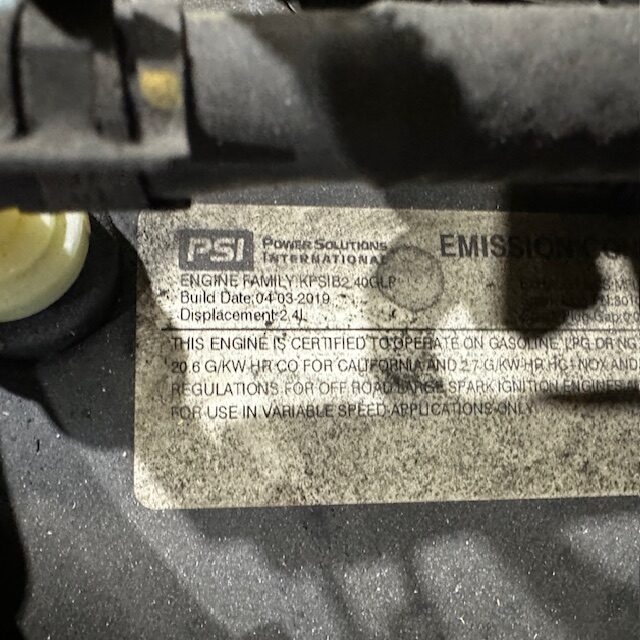 PSI POWER SOLUTIONS INTERNATIONAL
EMISSION
ENGINE FAMILY:KPSIB2.40GLP
Build Date:04-03-2019
Displacement:2.4L
THIS ENGINE IS CERTIFIED TO OPERATE ON GASOLINE, LPG OR NG
20.6 G/KW-HR CO FOR CALIFORNIA AND 2.7 G/KW-HR HC+NOX AND
REGULATIONS FOR OFF ROAD LARGE SPARK IGNITION ENGINES
FOR USE IN VARIABLE SPEED APPLICATIONS ONLY